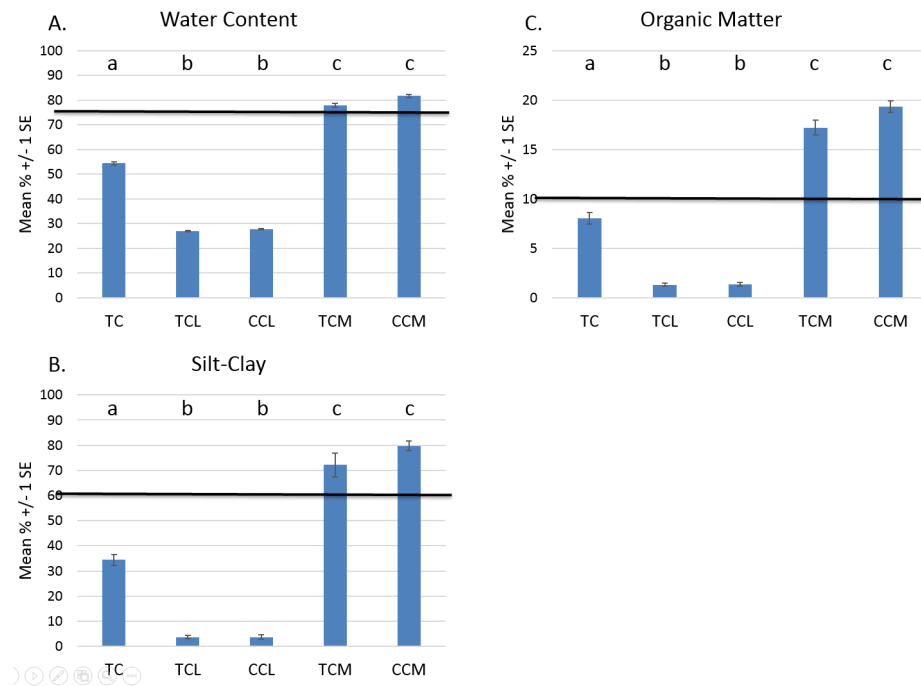 A.
Water Content
Mean % +/- 1 SE
100
90
80
70
60
50
40
30
20
10
0
a b b c c
TC TCL CCL TCM CCM
C.
Organic Matter
Mean % +/- 1 SE
25
20
15
10
5
0
a b b c c
TC TCL CCL TCM CCM
B.
Silt-Clay
Mean % +/- 1 SE
100
90
80
70
60
50
40
30
20
10
0
a b b c c
TC TCL CCL TCM CCM